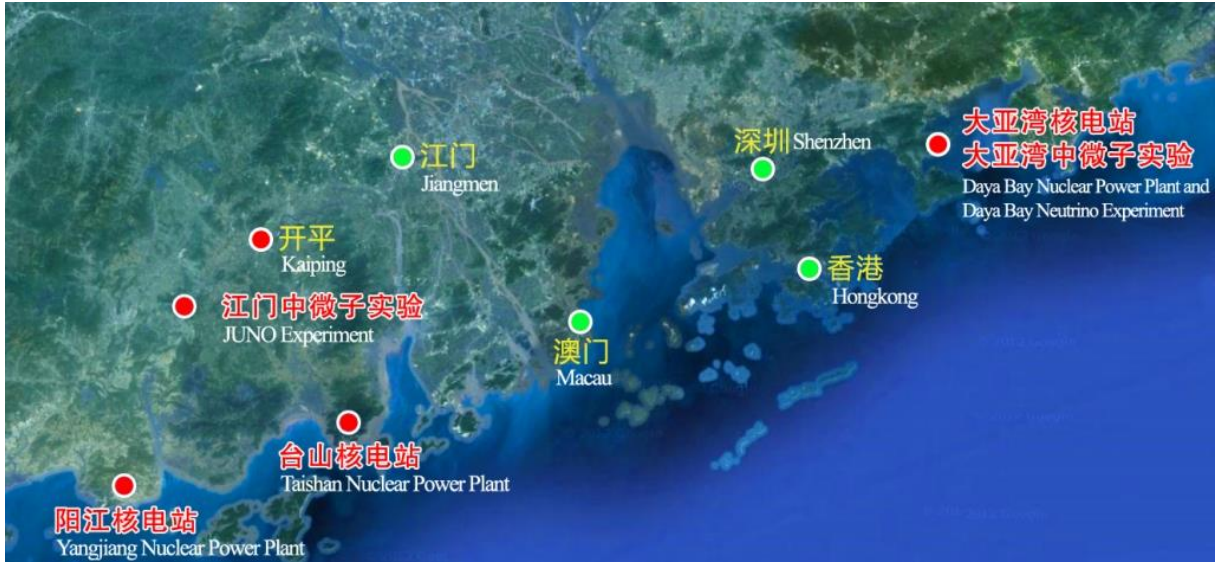 大亚湾核电站
大亚湾中微子实验
Daya Bay Nuclear Power Plant and
Daya Bay Neutrino Experiment
深圳 Shenzhen
江门
Jiangmen
开平
Kaiping
香港
Hongkong
江门中微子实验
JUNO Experiment
澳门
Macau
台山核电站
Taishan Nuclear Power Plant
阳江核电站
Yangjiang Nuclear Power Plant